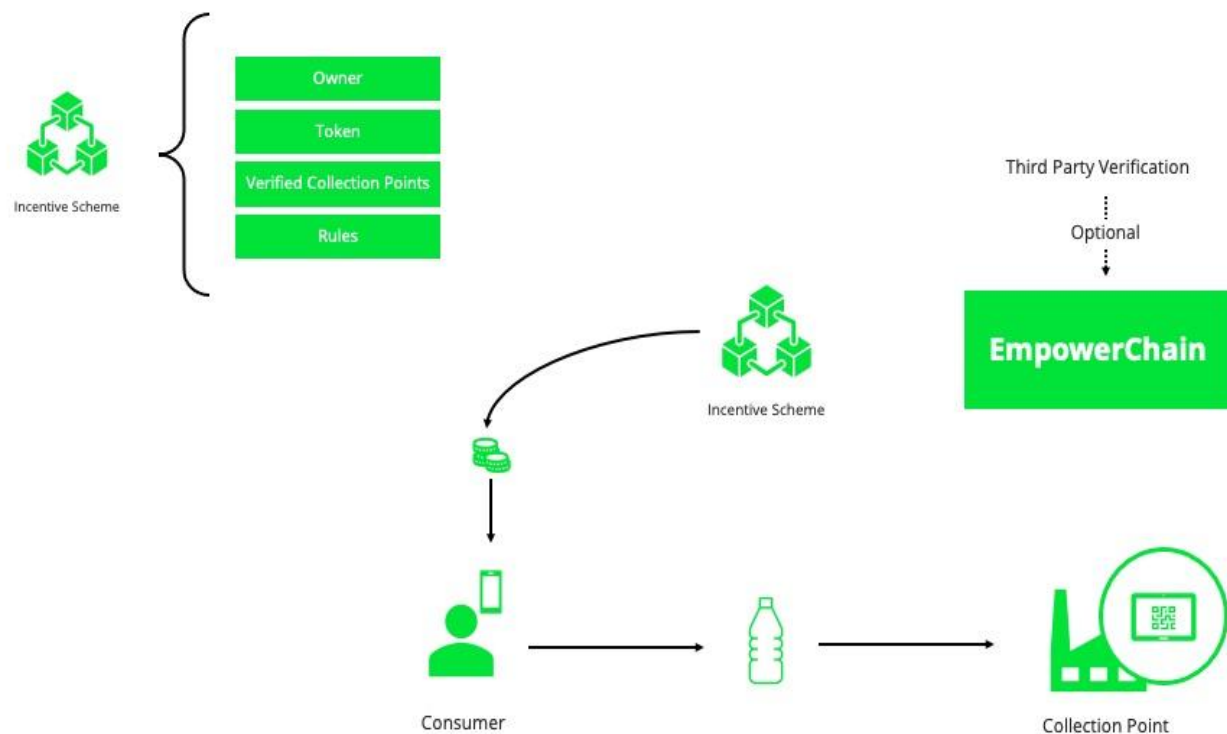 Owner
Token
Verified Collection Points
Rules
Incentive Scheme
Third Party Verification
Optional
EmpowerChain
Incentive Scheme
Consumer
Collection Point